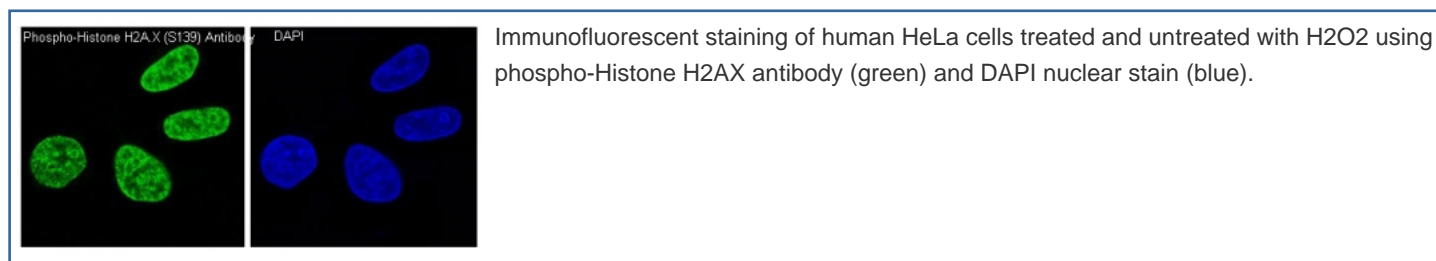 Phospho-Histone H2A.X (S139) Antibody
DAPI
Immunofluorescent staining of human HeLa cells treated and untreated with H2O2 using
phospho-Histone H2AX antibody (green) and DAPI nuclear stain (blue).